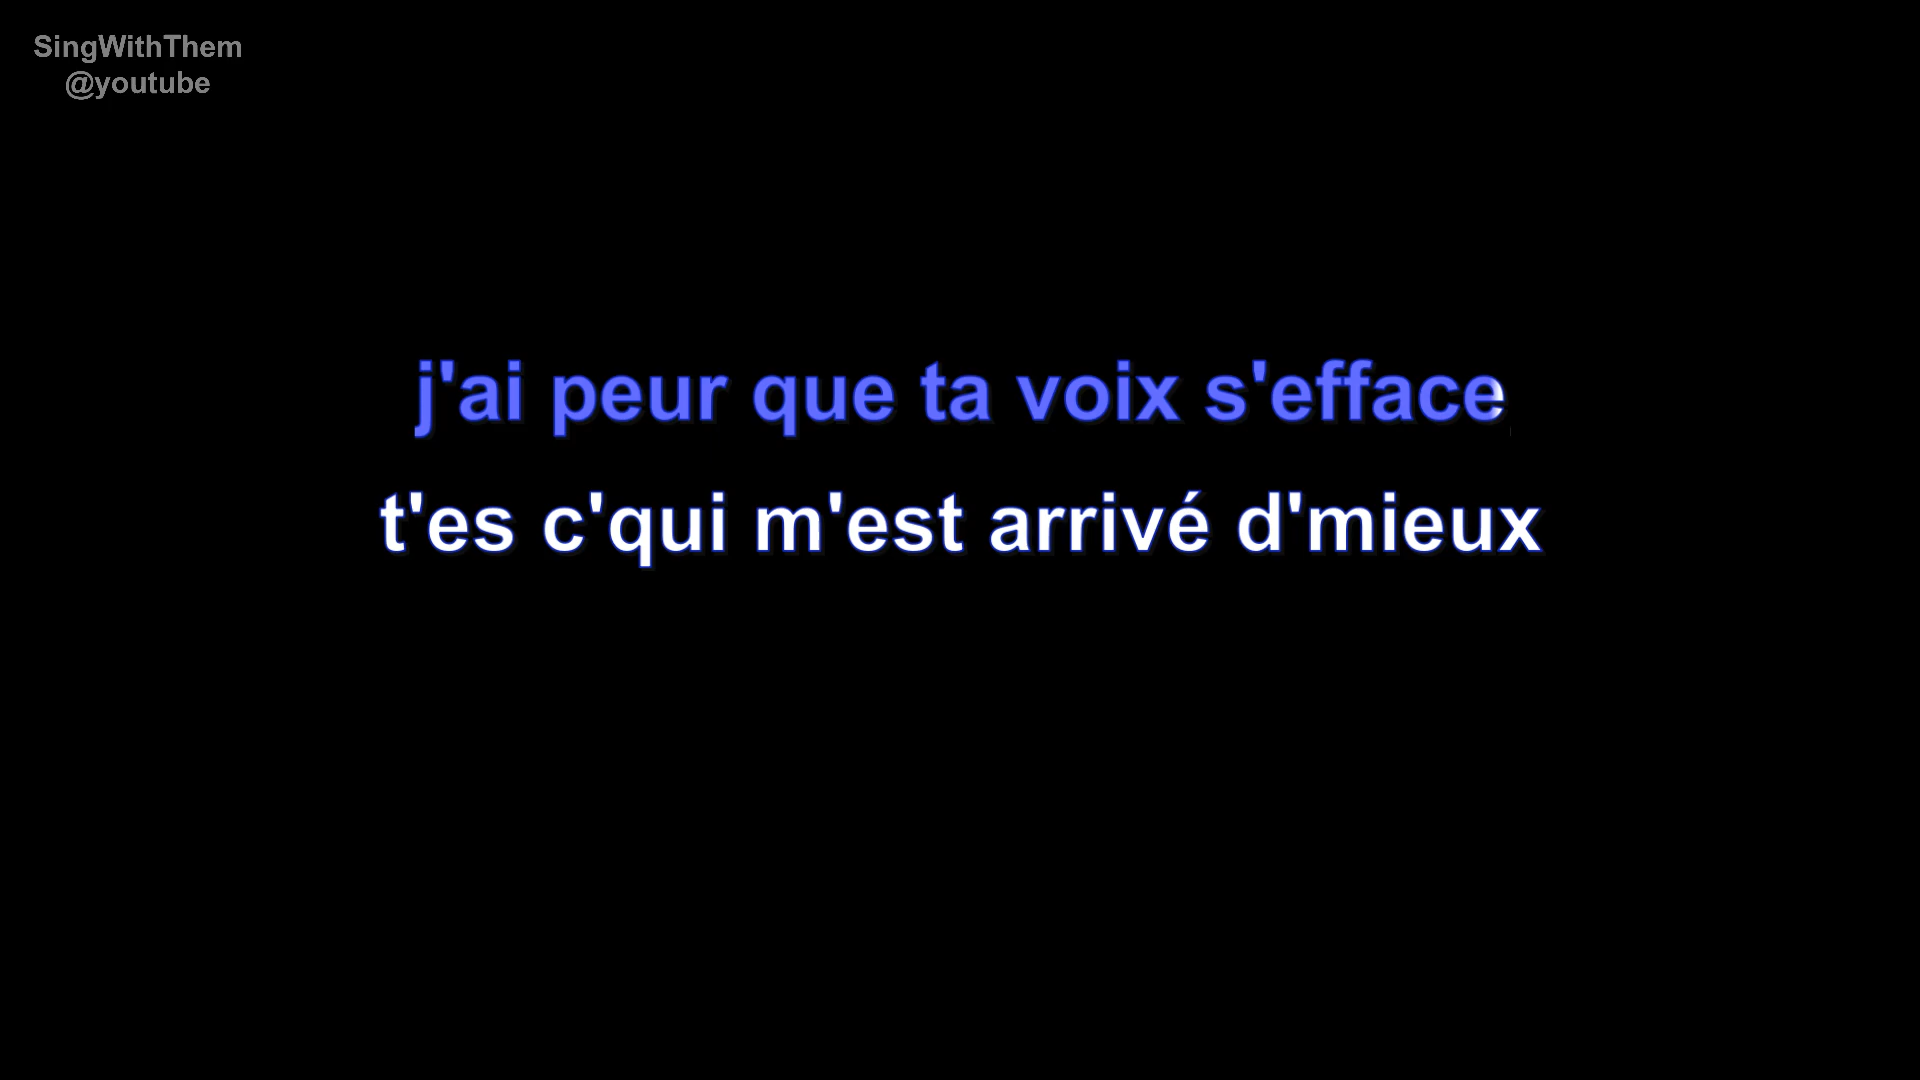 SingWithThem
@youtube
j'ai peur que ta voix s'efface
t'es c'qui m'est arrivé d'mieux